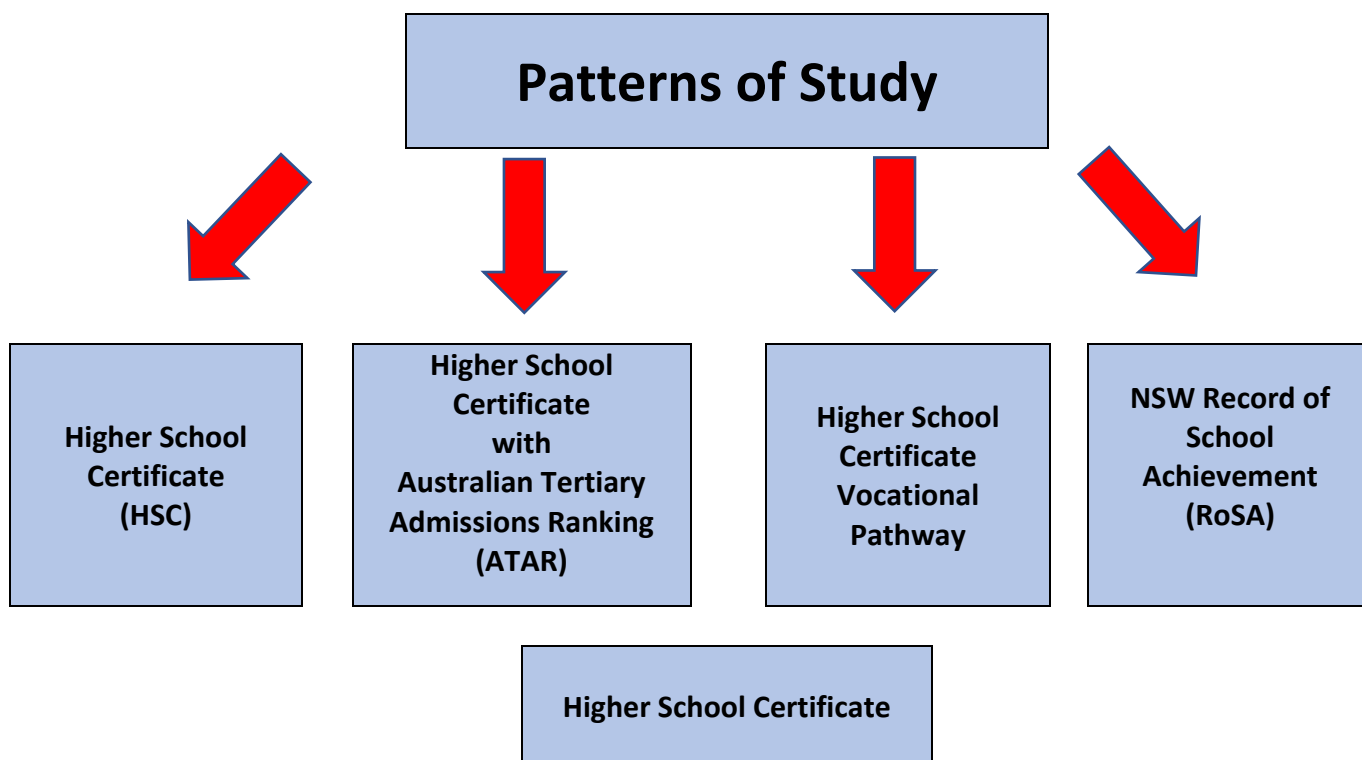 Patterns of Study
Higher School
Certificate
(HSC)
Higher School
Certificate
with
Australian Tertiary
Admissions Ranking
(ATAR)
Higher School
Certificate
Vocational
Pathway
NSW Record of
School
Achievement
(RoSA)
Higher School Certificate